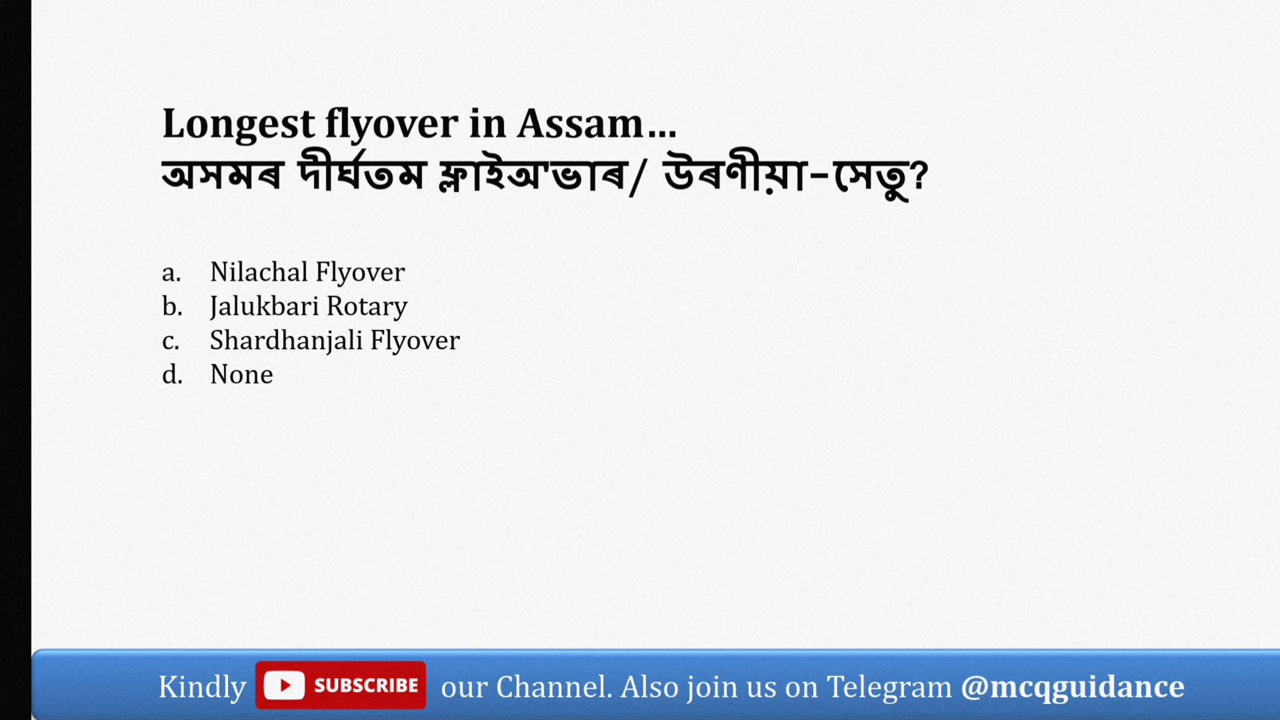 Longest flyover in Assam...
অসমৰ দীৰ্ঘতম ফ্লাইঅ'ভাৰ/ উৰণীয়া-সেতু?
a. Nilachal Flyover
b. Jalukbari Rotary
c. Shardhanjali Flyover
d. None
Kindly SUBSCRIBE our Channel. Also join us on Telegram @mcqguidance